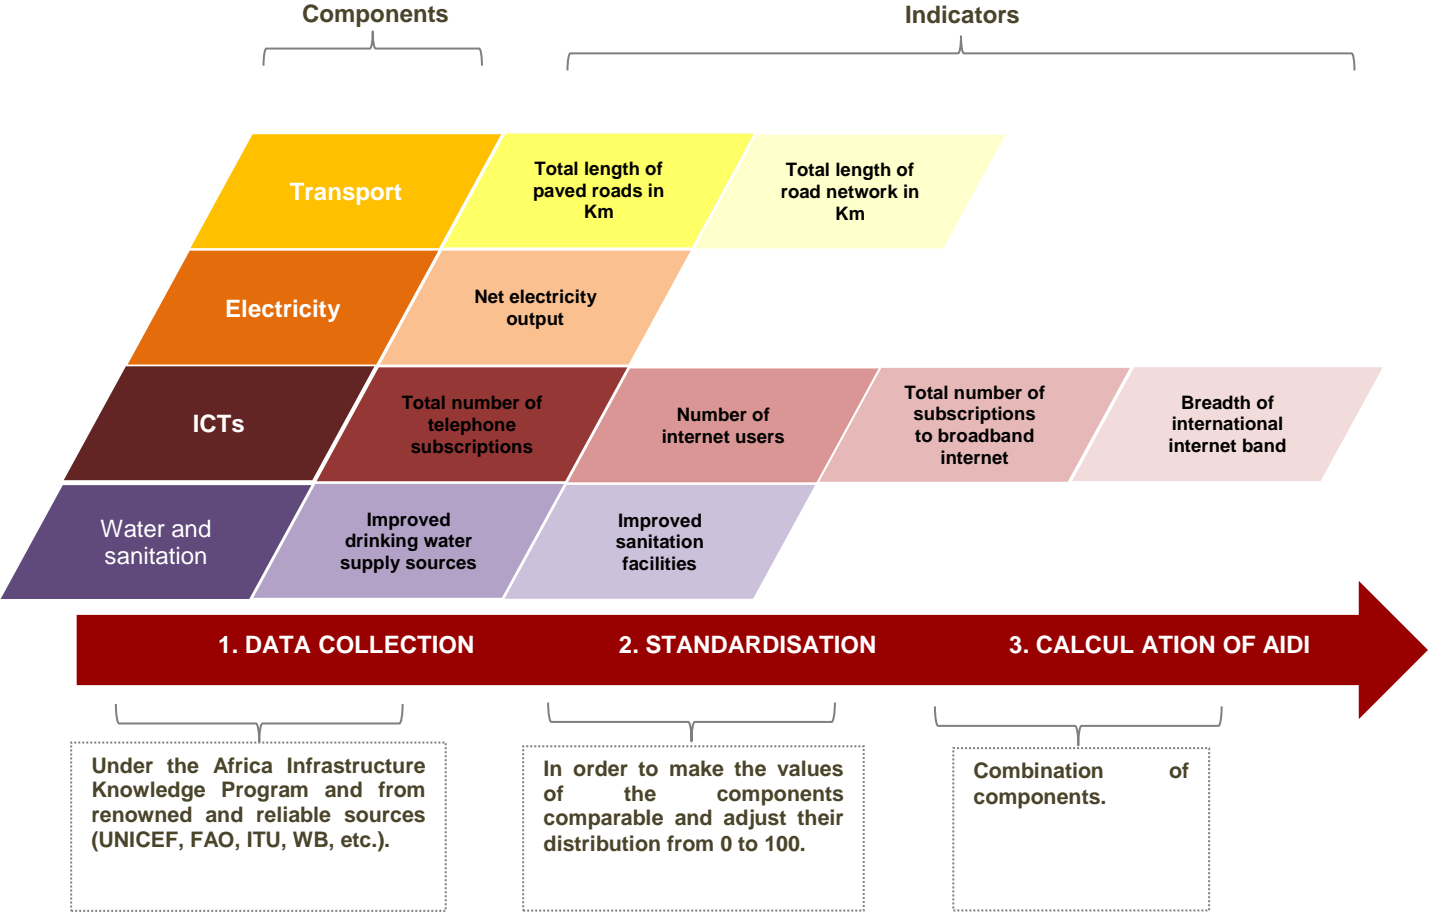 Components
Indicators
Transport
Total length of
paved roads in
Km
Total length of
road network in
Km
Electricity
Net electricity
output
ICTs
Total number of
telephone
subscriptions
Number of
internet users
Total number of
subscriptions
to broadband
internet
Breadth of
international
internet band
Water and
sanitation
Improved
drinking water
supply sources
Improved
sanitation
facilities
1. DATA COLLECTION
2. STANDARDISATION
3. CALCUL ATION OF AIDI
Under the Africa Infrastructure
Knowledge Program and from
renowned and reliable sources
(UNICEF, FAO, ITU, WB, etc.).
In order to make the values
of the components
comparable and adjust their
distribution from 0 to 100.
Combination of
components.